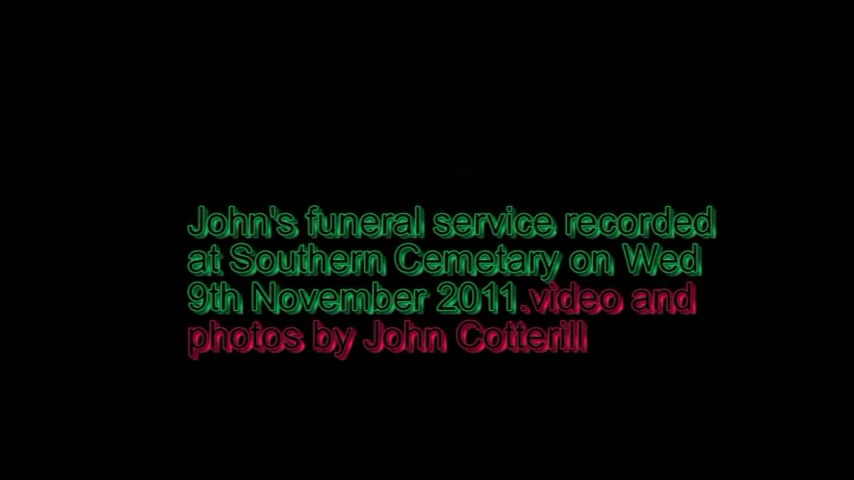 John's funeral service recorded
at Southern Cemetary on Wed
9th November 2011.video and
photos by John Cotterill